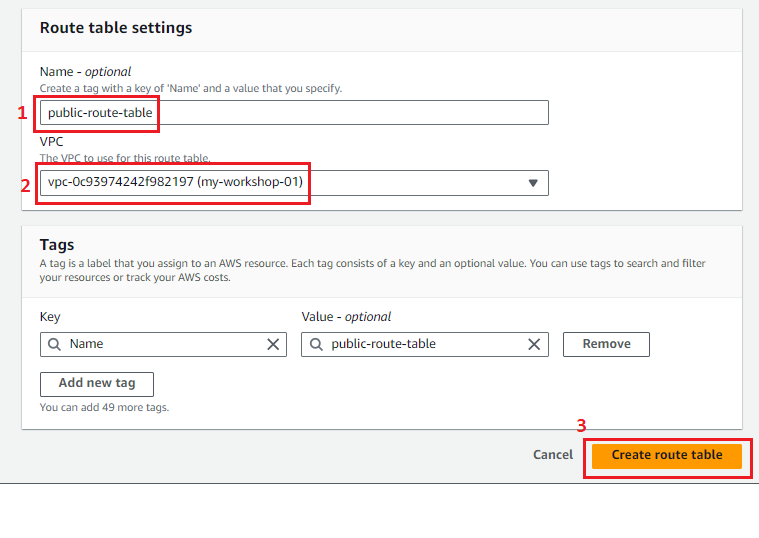 Route table settings
Name - optional
Create a tag with a key of 'Name' and a value that you specify.
1
public-route-table
VPC
The VPC to use for this route table.
2
vpc-0c93974242f982197 (my-workshop-01)
Tags
A tag is a label that you assign to an AWS resource. Each tag consists of a key and an optional value. You can use tags to search and filter
your resources or track your AWS costs.
Key Value - optional
Name public-route-table Remove
Add new tag
You can add 49 more tags.
3
Cancel Create route table